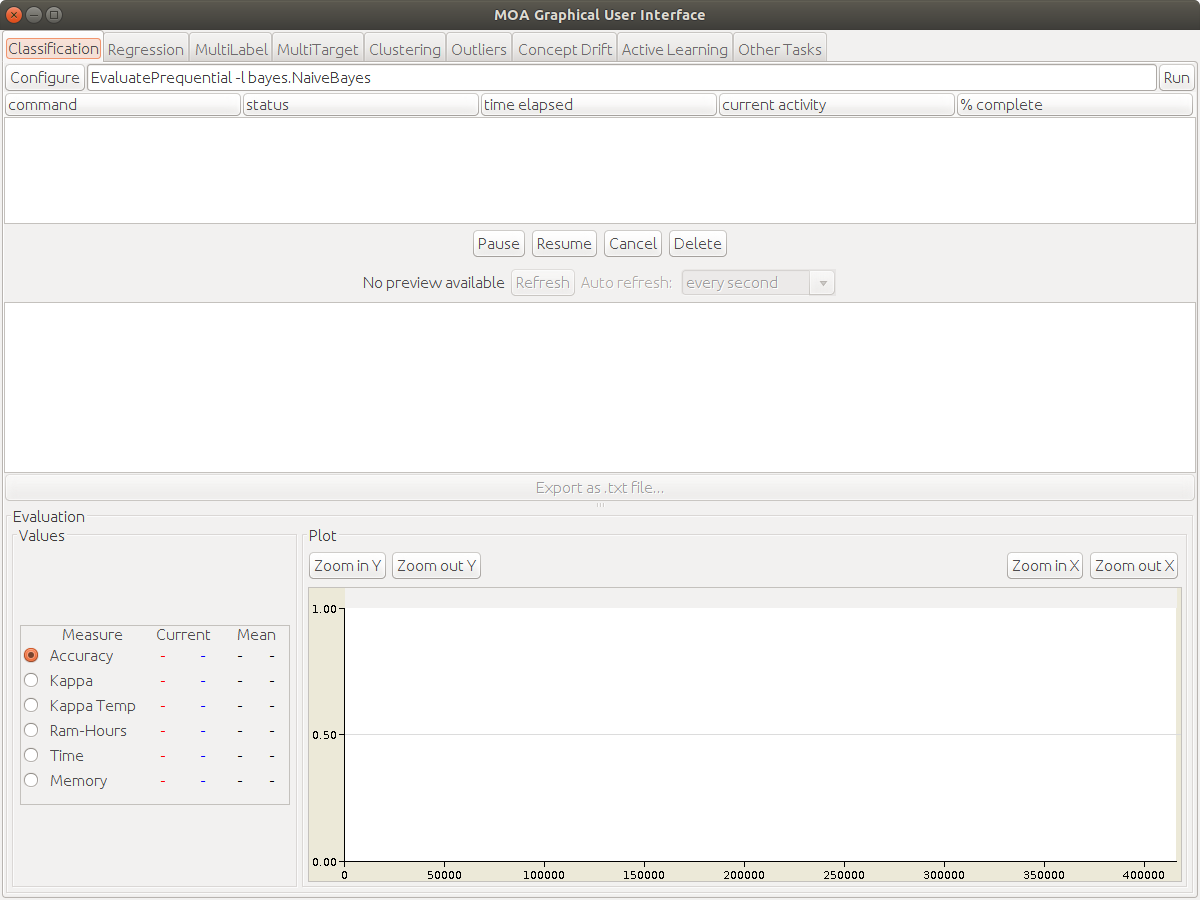 MOA Graphical User Interface
Classification Regression MultiLabel MultiTarget Clustering Outliers Concept Drift Active Learning Other Tasks
Configure EvaluatePrequential -l bayes.NaiveBayes Run
command status time elapsed current activity % complete
Pause Resume Cancel Delete
No preview available Refresh Auto refresh: every second
Export as .txt file...
Evaluation
Values
Measure Current Mean
Accuracy - - - -
Kappa - - - -
Kappa Temp - - - -
Ram-Hours - - - -
Time - - - -
Memory - - - -
Plot
Zoom in Y Zoom out Y Zoom in X Zoom out X
1.00
0.50
0.00
0 50000 100000 150000 200000 250000 300000 350000 400000